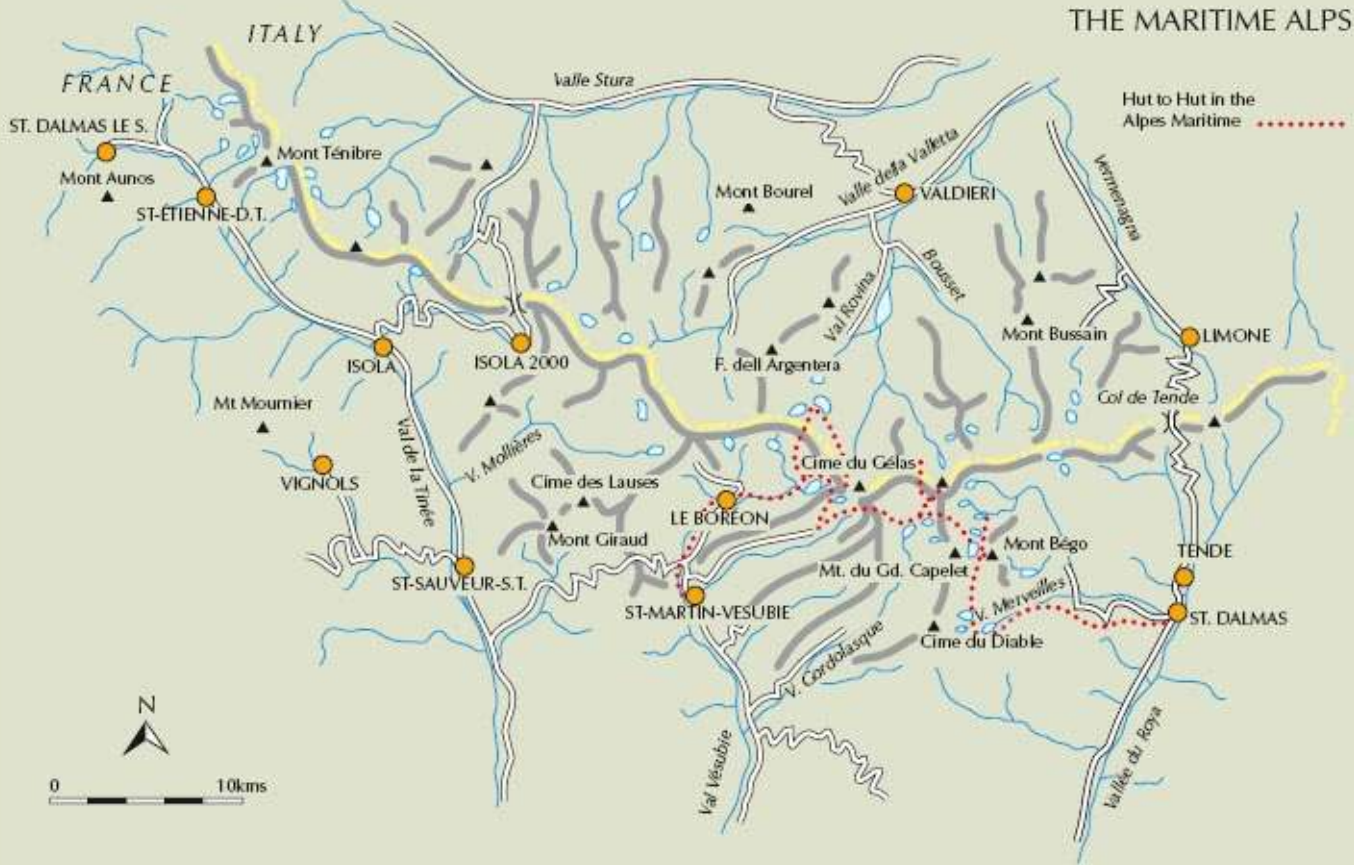 THE MARITIME ALPS
ITALY
FRANCE
Valle Stura
Hut to Hut in the
Alpes Maritime
ST. DALMAS LE S.
Mont Ténibre
Mont Aunos
ST-ÉTIENNE-D.T.
Mont Bourel
Valle della Valletta
VALDIERI
Vermenagna
Val Rovina
Bousset
Mont Bussain
LIMONE
ISOLA
ISOLA 2000
F. dell Argentera
Col de Tende
Mt Mournier
Val de la Tinée
V. Mollières
VIGNOLS
Cime des Lauses
Cime du Gélas
LE BORÉON
Mont Giraud
Mont Bégo
TENDE
ST-SAUVEUR-S.T.
Mt. du Gd. Capelet
V. Merveilles
ST-MARTIN-VESUBIE
ST. DALMAS
Cime du Diable
V. Gordolasque
Val Vésubie
Vallée du Roya
N
0 10kms